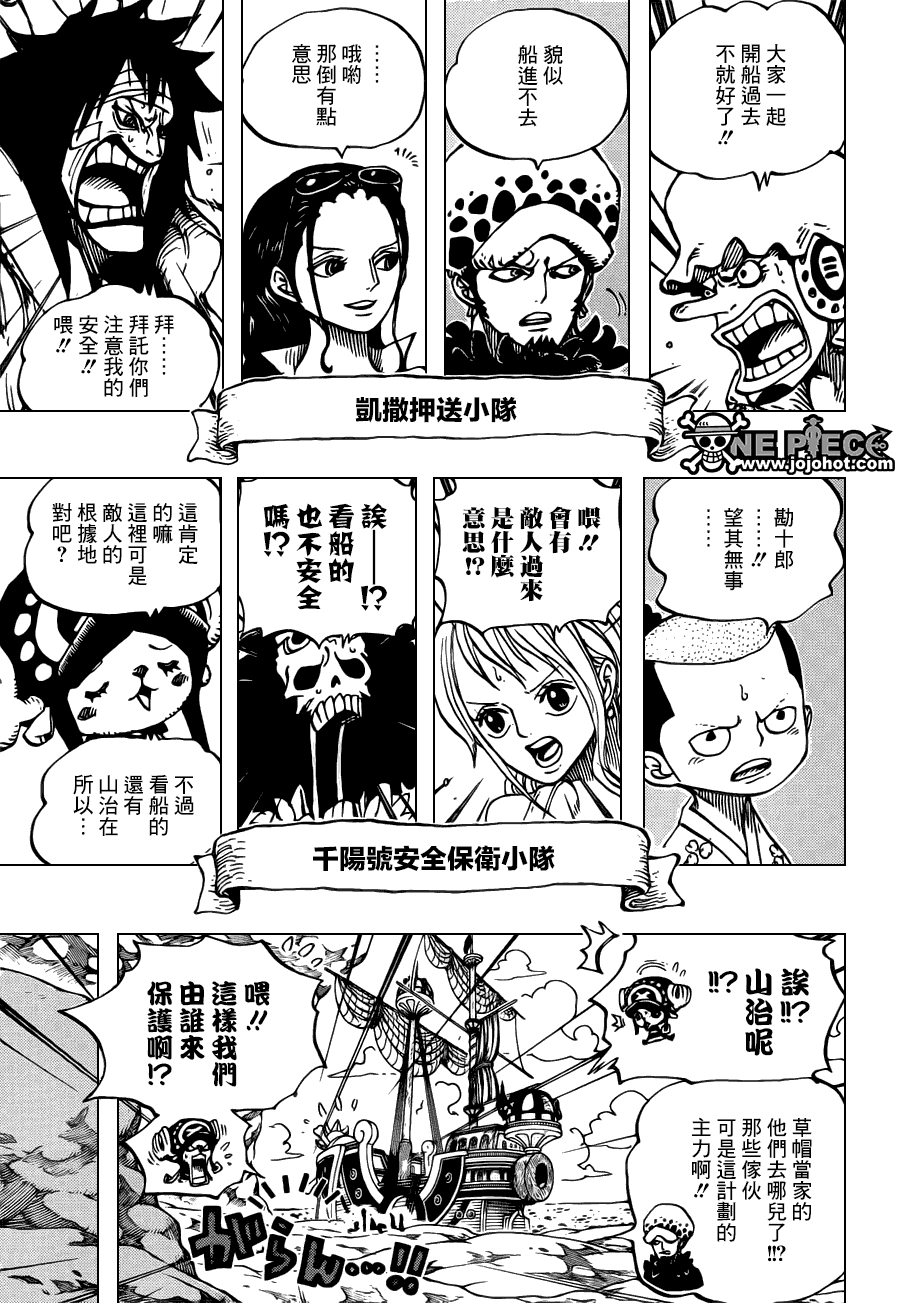 大家一起
開船過去
不就好了!!
貌似
船進不去
……
哦喲
那倒有點
意思
拜……
拜託你們
注意我的
安全!!
喂!!
凱撒押送小隊
ONE PIECE
www.jojohot.com
勘十郎
……!!
……
望其無事
喂!!
會有
敵人過來
是什麼
意思!?
誒——!?
看船的
也不安全
嗎!?
這肯定
的嘛
這裡可是
敵人的
根據地
對吧?
不過
看船的
還有
山治在
所以…
千陽號安全保衛小隊
誒!!?
山治呢
!!?
草帽當家的
他們去哪兒了!!?
那些傢伙
可是這計劃的
主力啊!!
喂!!
這樣我們
由誰來
保護啊!?
がらん…!!